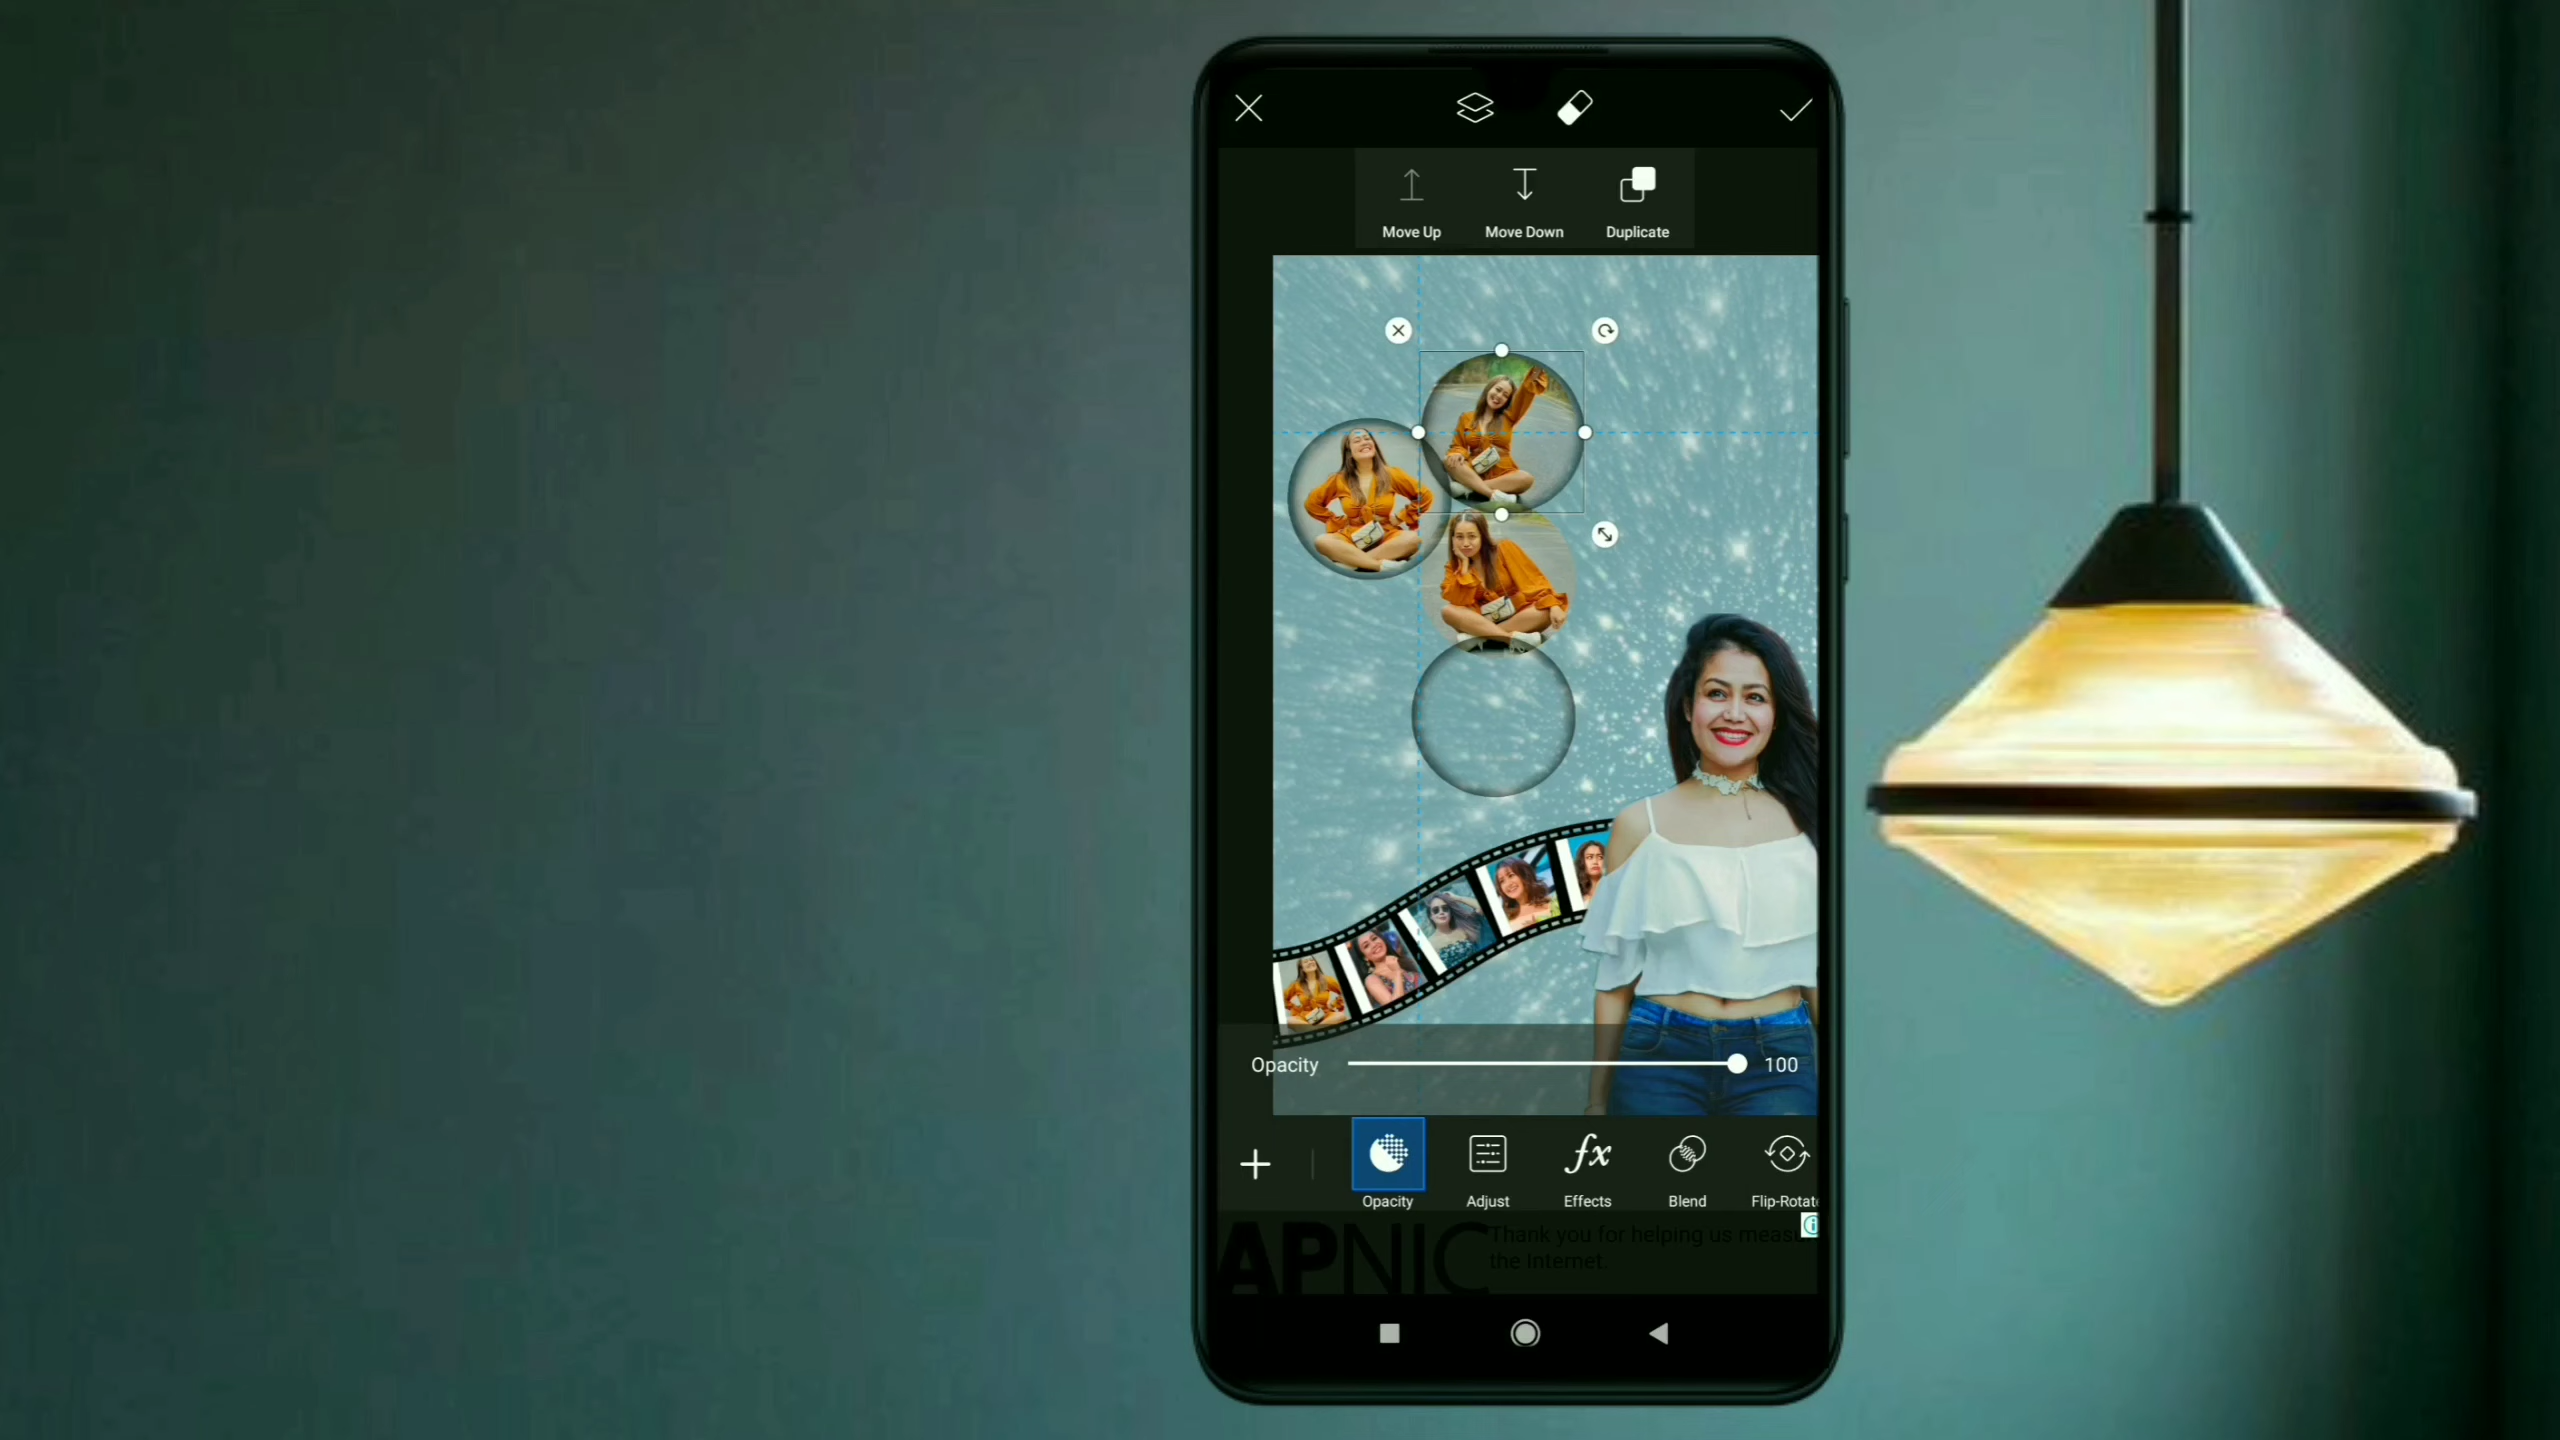 Move Up
Move Down
Duplicate
Opacity
100
Opacity
Adjust
fx
Effects
Blend
Flip-Rotat
APNIC
Thank you for helping us meas
the Internet.